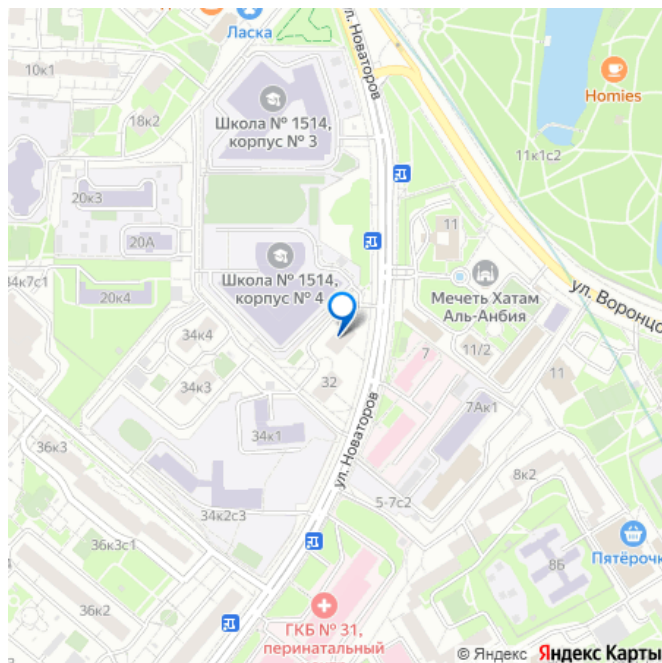 Ласка
ул. Новаторов
10к1
Homies
18к2
Школа № 1514,
корпус № 3
11к1с2
20к3
11
20А
Школа № 1514,
корпус № 4
Мечеть Хатам
Аль-Анбия
ул. Воронцо
34к7с1
20к4
34к4
7
11/2
11
34к3
32
7Ак1
ул. Новаторов
36к3
34к1
8к2
34к2с3
5-7с2
36к3с1
8Б
Пятёрочк
36к2
ГКБ № 31,
перинатальный
© Яндекс Яндекс Карты